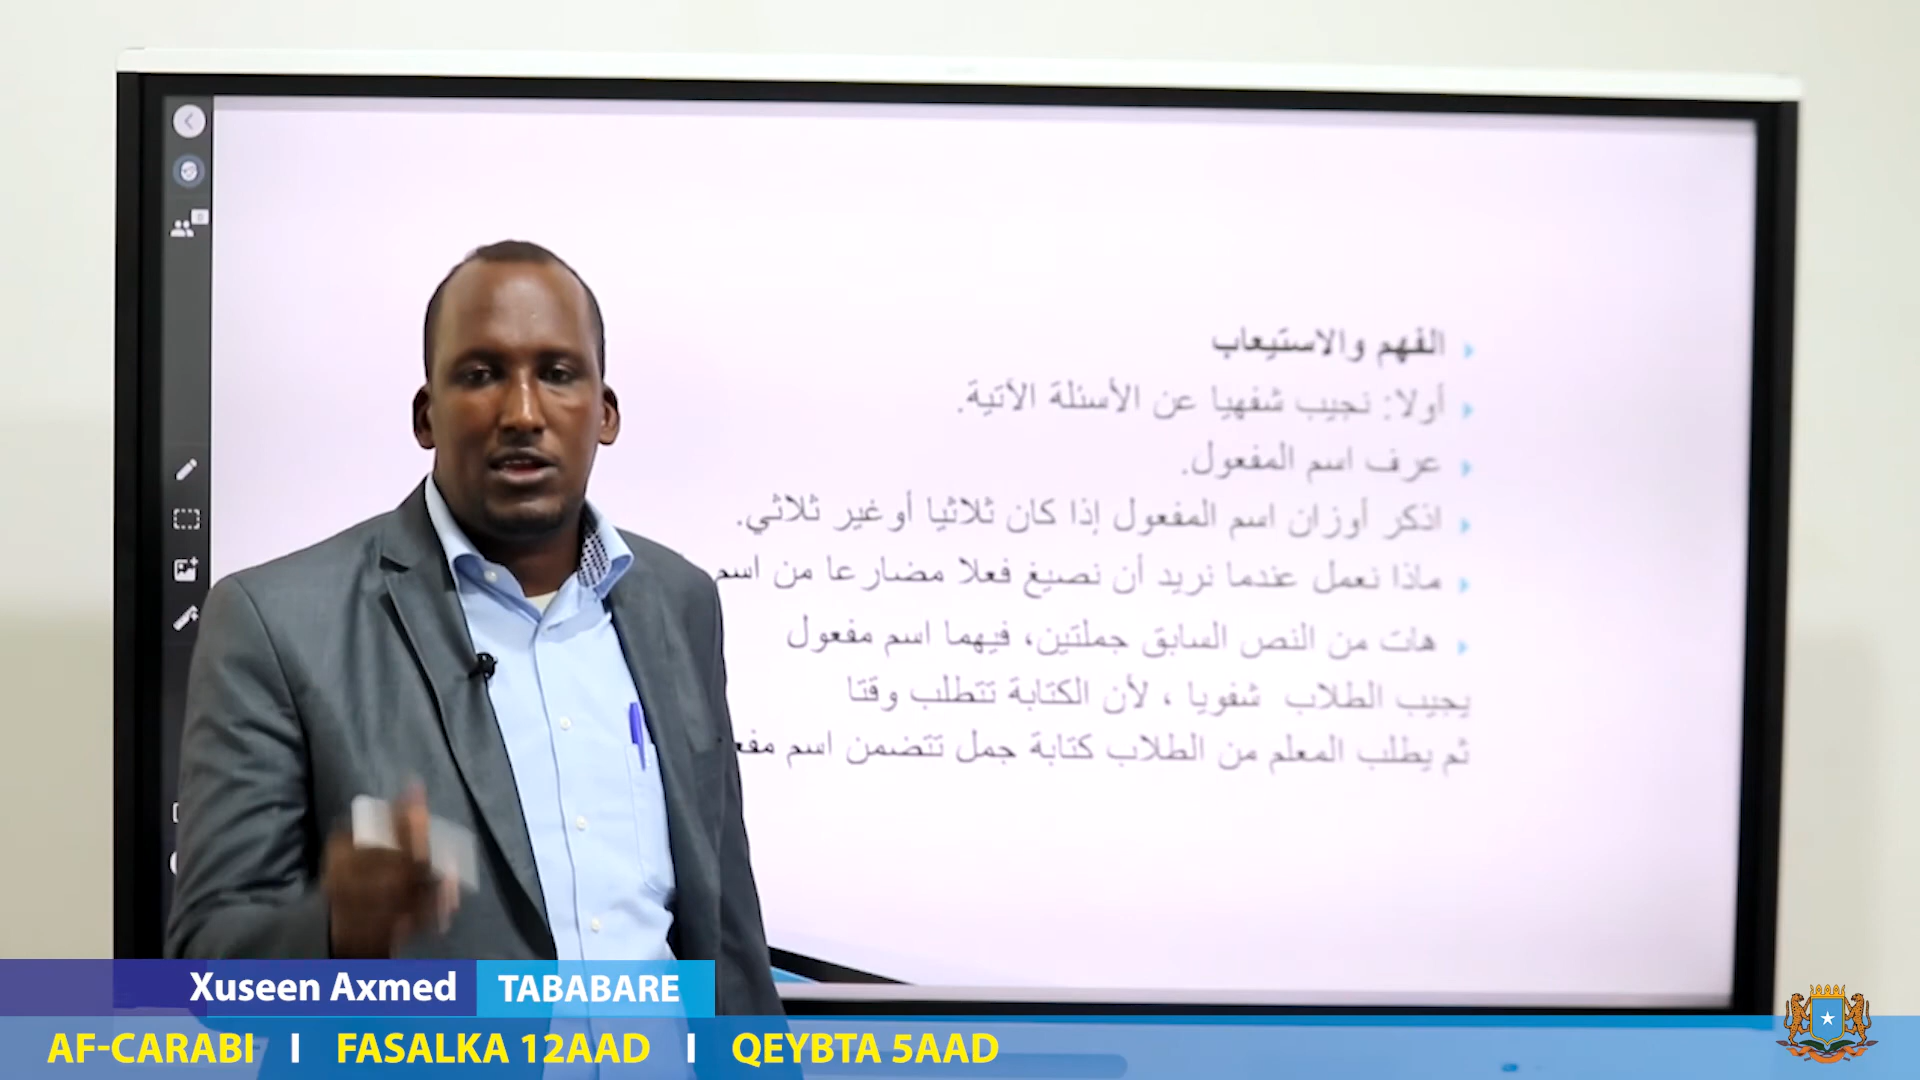 الفهم والاستيعاب
أولا: نجيب شفهيا عن الأسئلة الآتية.
عرف اسم المفعول.
اذكر أوزان اسم المفعول إذا كان ثلاثيا أو غير ثلاثي.
ماذا نعمل عندما نريد أن نصيغ فعلا مضارعا من اسم
هات من النص السابق جملتين، فيهما اسم مفعول
يجيب الطلاب شفويا ، لأن الكتابة تتطلب وقتا
ثم يطلب المعلم من الطلاب كتابة جمل تتضمن اسم
Xuseen Axmed TABABARE
AF-CARABI I FASALKA 12AAD I QEYBTA 5AAD